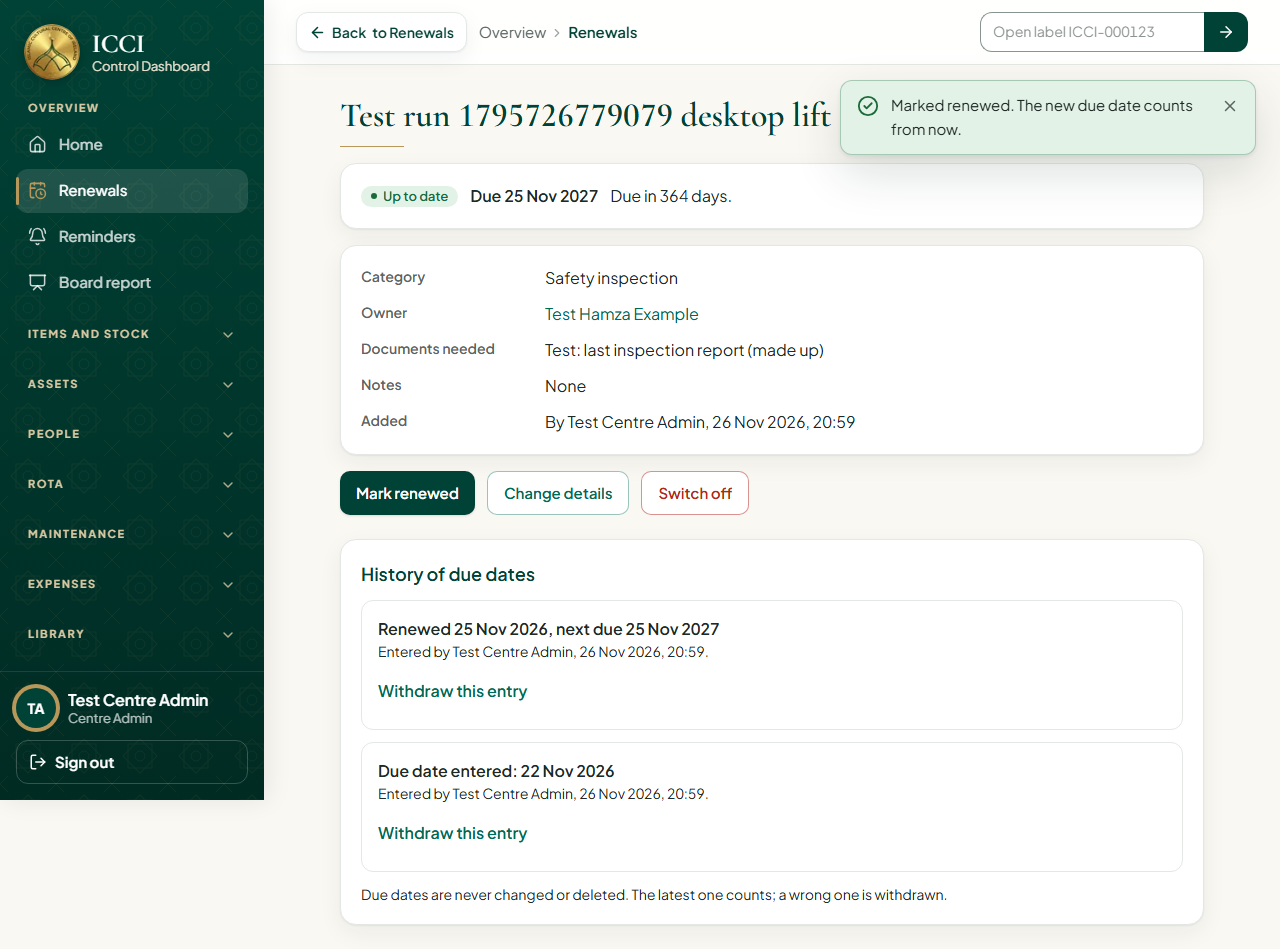 ICCI
Control Dashboard
OVERVIEW
Home
Renewals
Reminders
Board report
ITEMS AND STOCK
ASSETS
PEOPLE
ROTA
MAINTENANCE
EXPENSES
LIBRARY
TA
Test Centre Admin
Centre Admin
Sign out
Back to Renewals
Overview › Renewals
Open label ICCI-000123
Test run 1795726779079 desktop lift
Marked renewed. The new due date counts
from now.
Up to date Due 25 Nov 2027 Due in 364 days.
Category Safety inspection
Owner Test Hamza Example
Documents needed Test: last inspection report (made up)
Notes None
Added By Test Centre Admin, 26 Nov 2026, 20:59
Mark renewed Change details Switch off
History of due dates
Renewed 25 Nov 2026, next due 25 Nov 2027
Entered by Test Centre Admin, 26 Nov 2026, 20:59.
Withdraw this entry
Due date entered: 22 Nov 2026
Entered by Test Centre Admin, 26 Nov 2026, 20:59.
Withdraw this entry
Due dates are never changed or deleted. The latest one counts; a wrong one is withdrawn.